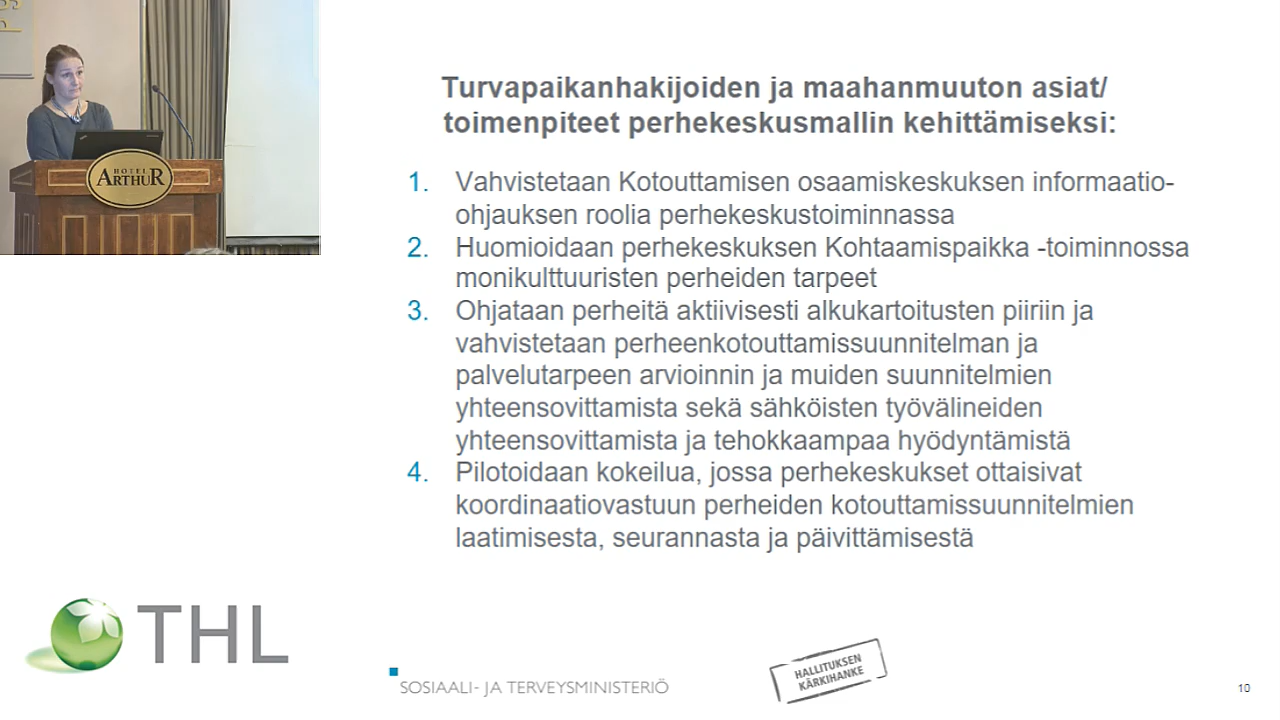 HOTEL
ARTHUR
Turvapaikanhakijoiden ja maahanmuuton asiat/
toimenpiteet perhekeskusmallin kehittämiseksi:
1. Vahvistetaan Kotouttamisen osaamiskeskuksen informaatio-
ohjauksen roolia perhekeskustoiminnassa
2. Huomioidaan perhekeskuksen Kohtaamispaikka -toiminnossa
monikulttuuristen perheiden tarpeet
3. Ohjataan perheitä aktiivisesti alkukartoitusten piiriin ja
vahvistetaan perheenkotouttamissuunnitelman ja
palvelutarpeen arvioinnin ja muiden suunnitelmien
yhteensovittamista sekä sähköisten työvälineiden
yhteensovittamista ja tehokkaampaa hyödyntämistä
4. Pilotoidaan kokeilua, jossa perhekeskukset ottaisivat
koordinaatiovastuun perheiden kotouttamissuunnitelmien
laatimisesta, seurannasta ja päivittämisestä
THL
SOSIAALI- JA TERVEYSMINISTERIÖ
HALLITUKSEN
KÄRKIHANKE
10